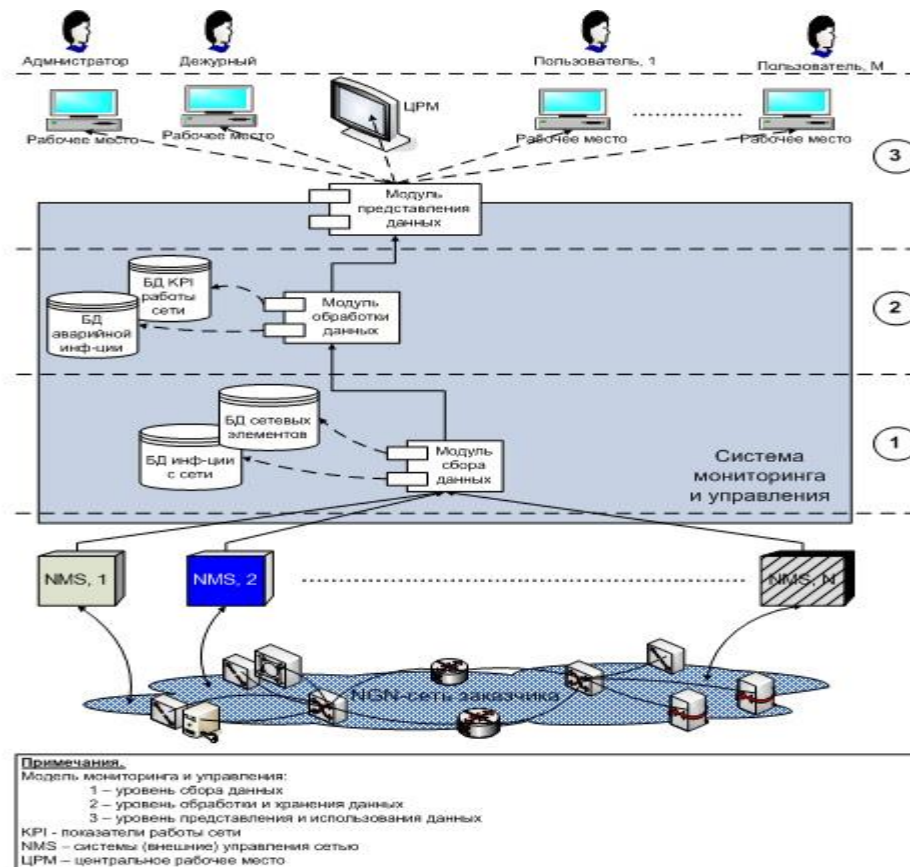 Администратор
Дежурный
Пользователь, 1
Пользователь, М
ЦРМ
Рабочее место
Рабочее место
Рабочее место
Рабочее место
3
Модуль
представления
данных
БД KPI
работы
сети
БД
аварийной
инф-ции
Модуль
обработки
данных
2
БД сетевых
элементов
БД инф-ции
с сети
Модуль
сбора
данных
Система
мониторинга
и управления
1
NMS, 1
NMS, 2
NMS, N
NGN-сеть заказчика
Примечания.
Модель мониторинга и управления:
1 – уровень сбора данных
2 – уровень обработки и хранения данных
3 – уровень представления и использования данных
KPI - показатели работы сети
NMS – системы (внешние) управления сетью
ЦРМ – центральное рабочее место